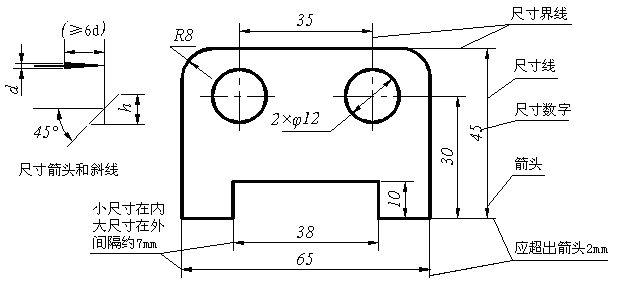 (≥6d)
d
h
45°
尺寸箭头和斜线
35
R8
2×φ12
30
45
10
38
65
小尺寸在内
大尺寸在外
间隔约7mm
尺寸界线
尺寸线
尺寸数字
箭头
应超出箭头2mm